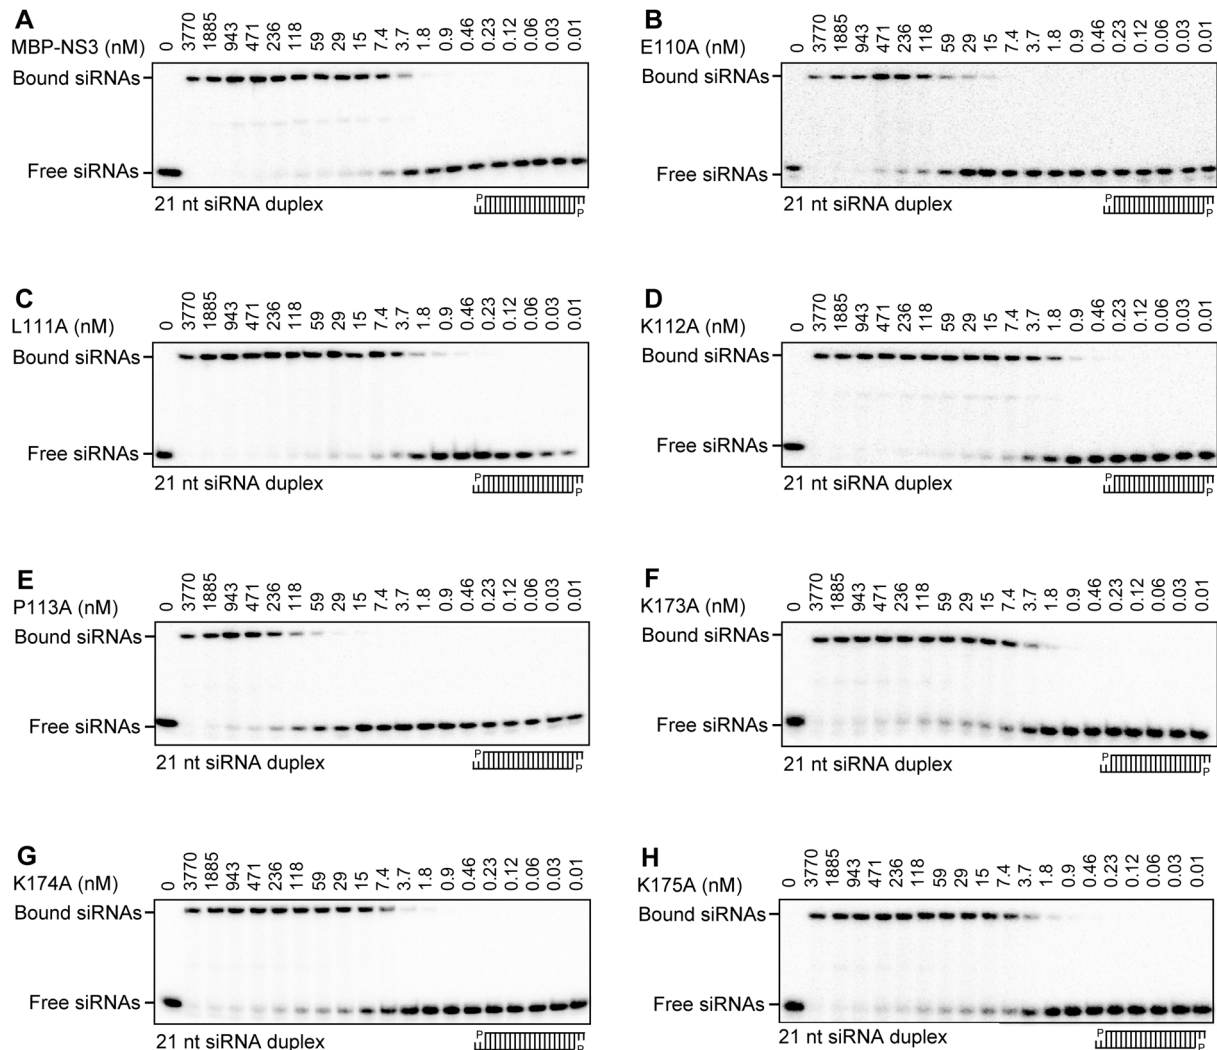 A
MBP-NS3 (nM) 0 3770 1885 943 471 236 118 59 29 15 7.4 3.7 1.8 0.9 0.46 0.23 0.12 0.06 0.03 0.01
Bound siRNAs
Free siRNAs
21 nt siRNA duplex P P
B
E110A (nM) 0 3770 1885 943 471 236 118 59 29 15 7.4 3.7 1.8 0.9 0.46 0.23 0.12 0.06 0.03 0.01
Bound siRNAs
Free siRNAs
21 nt siRNA duplex P P
C
L111A (nM) 0 3770 1885 943 471 236 118 59 29 15 7.4 3.7 1.8 0.9 0.46 0.23 0.12 0.06 0.03 0.01
Bound siRNAs
Free siRNAs
21 nt siRNA duplex P P
D
K112A (nM) 0 3770 1885 943 471 236 118 59 29 15 7.4 3.7 1.8 0.9 0.46 0.23 0.12 0.06 0.03 0.01
Bound siRNAs
Free siRNAs
21 nt siRNA duplex P P
E
P113A (nM) 0 3770 1885 943 471 236 118 59 29 15 7.4 3.7 1.8 0.9 0.46 0.23 0.12 0.06 0.03 0.01
Bound siRNAs
Free siRNAs
21 nt siRNA duplex P P
F
K173A (nM) 0 3770 1885 943 471 236 118 59 29 15 7.4 3.7 1.8 0.9 0.46 0.23 0.12 0.06 0.03 0.01
Bound siRNAs
Free siRNAs
21 nt siRNA duplex P P
G
K174A (nM) 0 3770 1885 943 471 236 118 59 29 15 7.4 3.7 1.8 0.9 0.46 0.23 0.12 0.06 0.03 0.01
Bound siRNAs
Free siRNAs
21 nt siRNA duplex P P
H
K175A (nM) 0 3770 1885 943 471 236 118 59 29 15 7.4 3.7 1.8 0.9 0.46 0.23 0.12 0.06 0.03 0.01
Bound siRNAs
Free siRNAs
21 nt siRNA duplex P P